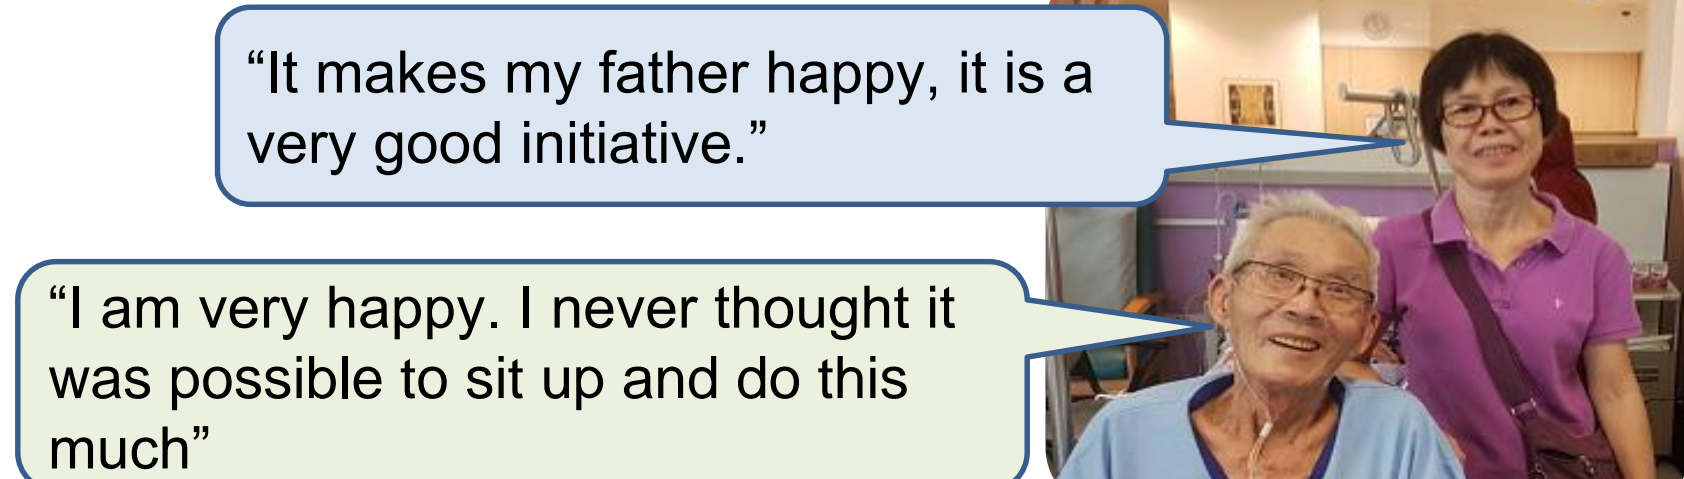 “It makes my father happy, it is a
very good initiative.”
“I am very happy. I never thought it
was possible to sit up and do this
much”